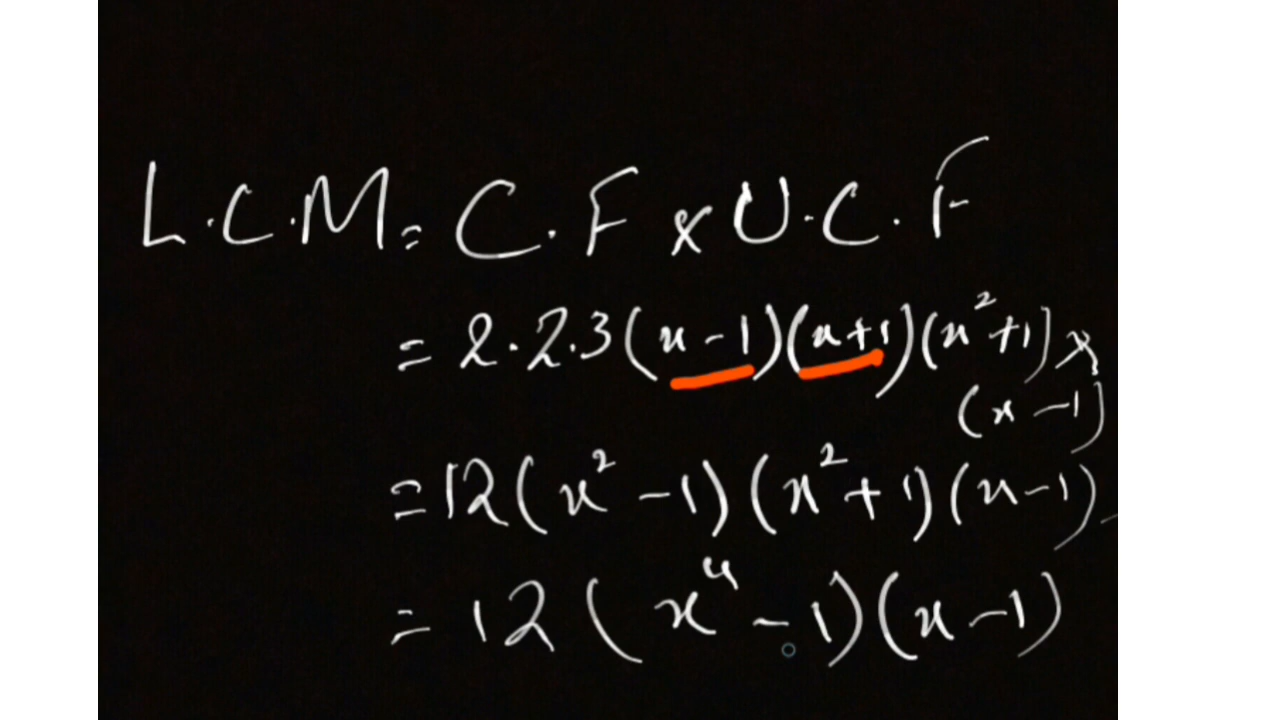 L.C.M = C.F × U.C.F
= 2.2.3(x-1)(x+1)(x²+1) ×
(x-1)
= 12(x²-1)(x²+1)(x-1)
= 12(x⁴-1)(x-1)